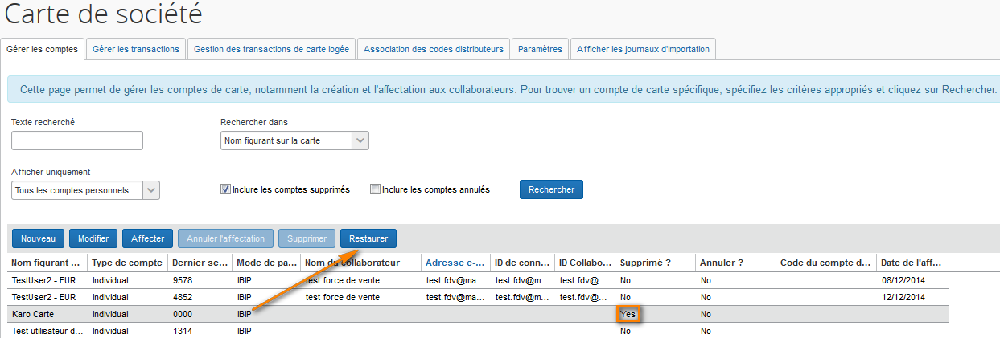 Carte de société
Gérer les comptes Gérer les transactions Gestion des transactions de carte logée Association des codes distributeurs Paramètres Afficher les journaux d'importation
Cette page permet de gérer les comptes de carte, notamment la création et l'affectation aux collaborateurs. Pour trouver un compte de carte spécifique, spécifiez les critères appropriés et cliquez sur Rechercher.
Texte recherché Rechercher dans
Nom figurant sur la carte
Afficher uniquement
Tous les comptes personnels Inclure les comptes supprimés Inclure les comptes annulés Rechercher
Nouveau Modifier Affecter Annuler l'affectation Supprimer Restaurer
Nom figurant ... Type de compte Dernier se... Mode de pa... Nom du collaborateur Adresse e-... ID de conn... ID Collabo... Supprimé ? Annuler ? Code du compte d... Date de l'aff...
TestUser2 - EUR Individual 9578 IBIP test force de vente test.fdv@ma... test.fdv@m... test.fdv@... No No 08/12/2014
TestUser2 - EUR Individual 4852 IBIP test force de vente test.fdv@ma... test.fdv@m... test.fdv@... No No 12/12/2014
Karo Carte Individual 0000 IBIP Yes No
Test utilisateur d... Individual 1314 IBIP No No